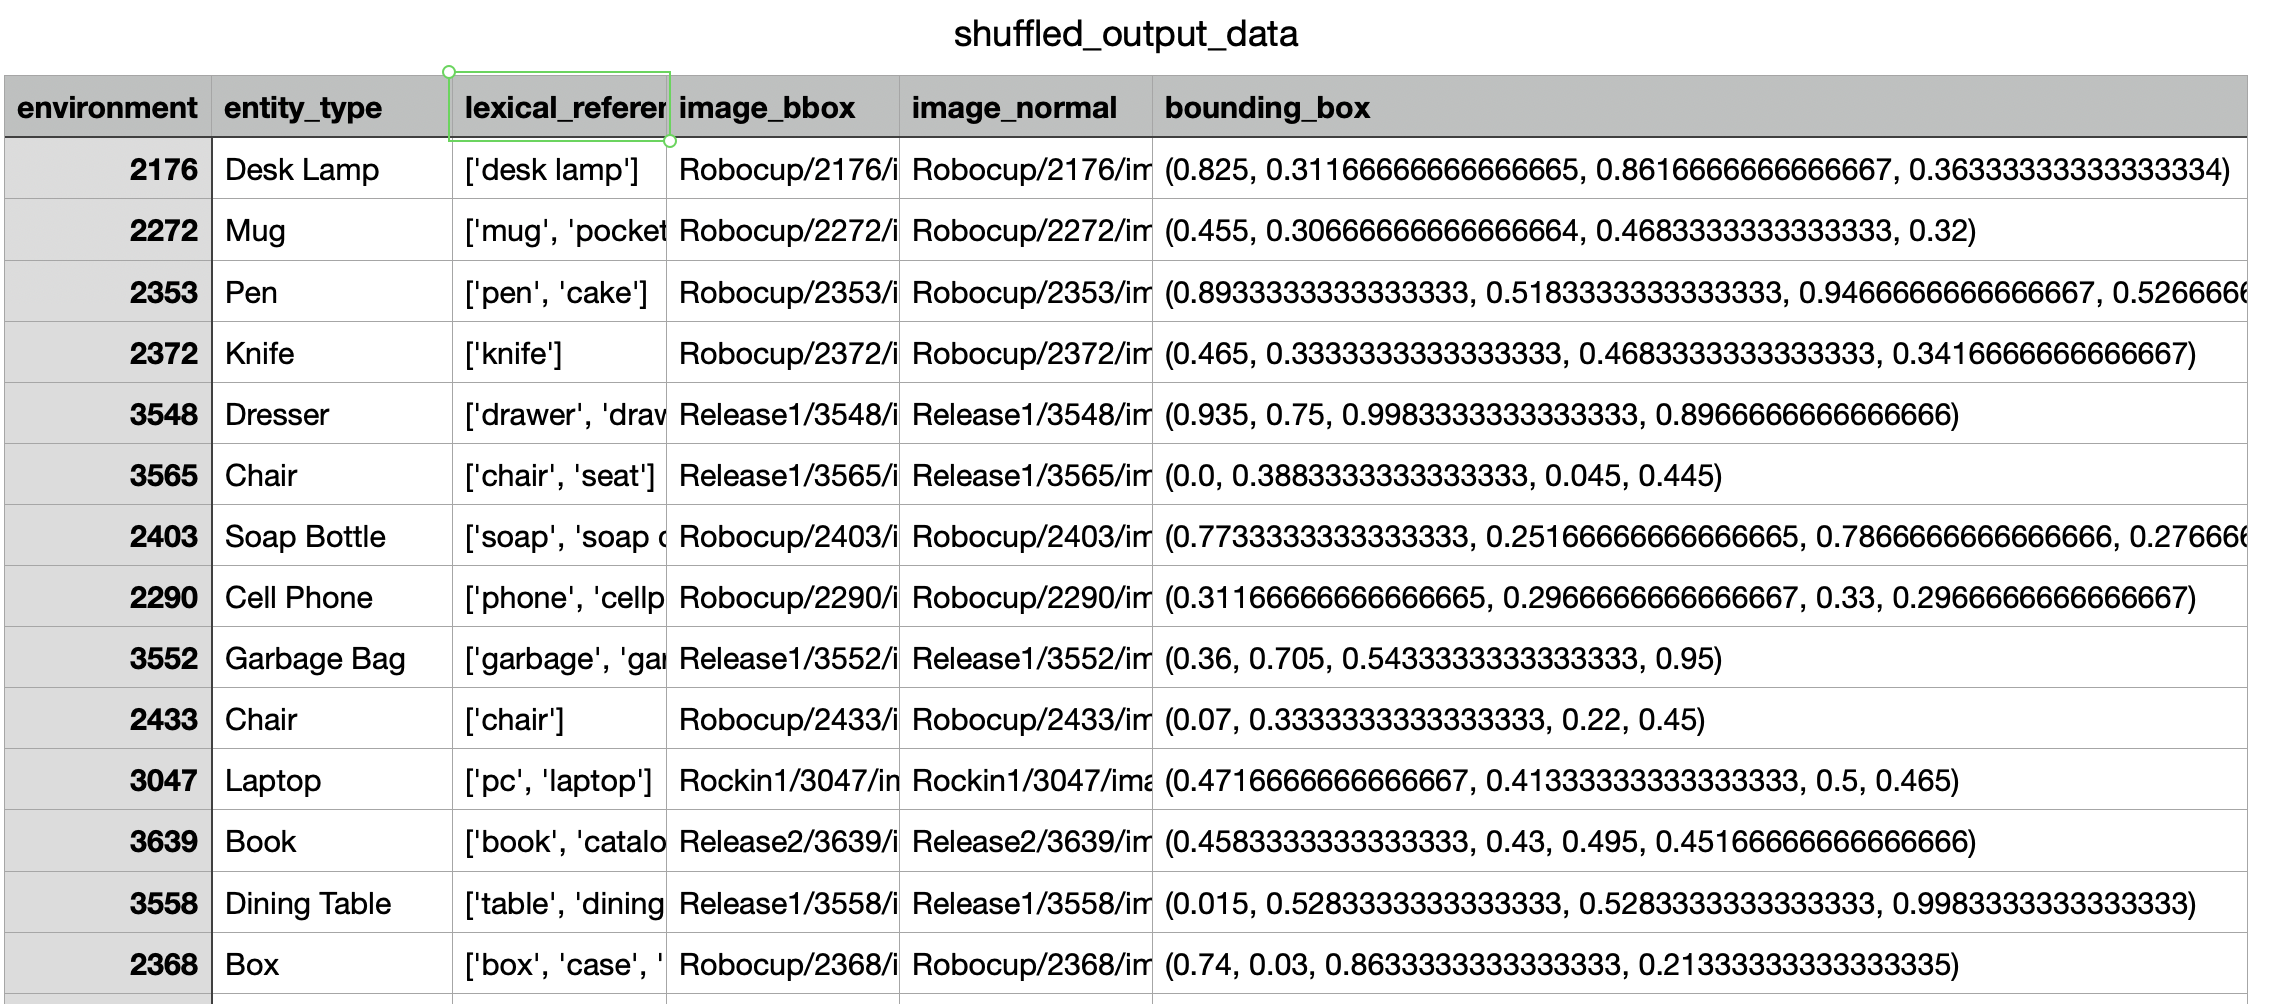 shuffled_output_data
environment entity_type lexical_referer image_bbox image_normal bounding_box
2176 Desk Lamp ['desk lamp'] Robocup/2176/i Robocup/2176/im (0.825, 0.31166666666666665, 0.8616666666666667, 0.36333333333333334)
2272 Mug ['mug', 'pocket Robocup/2272/i Robocup/2272/im (0.455, 0.30666666666666664, 0.4683333333333333, 0.32)
2353 Pen ['pen', 'cake'] Robocup/2353/i Robocup/2353/im (0.8933333333333333, 0.5183333333333333, 0.9466666666666667, 0.5266666
2372 Knife ['knife'] Robocup/2372/i Robocup/2372/im (0.465, 0.3333333333333333, 0.4683333333333333, 0.3416666666666667)
3548 Dresser ['drawer', 'draw Release1/3548/i Release1/3548/im (0.935, 0.75, 0.9983333333333333, 0.8966666666666666)
3565 Chair ['chair', 'seat'] Release1/3565/i Release1/3565/im (0.0, 0.3883333333333333, 0.045, 0.445)
2403 Soap Bottle ['soap', 'soap c Robocup/2403/i Robocup/2403/im (0.7733333333333333, 0.25166666666666665, 0.7866666666666666, 0.276666
2290 Cell Phone ['phone', 'cellp Robocup/2290/i Robocup/2290/im (0.31166666666666665, 0.2966666666666667, 0.33, 0.2966666666666667)
3552 Garbage Bag ['garbage', 'gar Release1/3552/i Release1/3552/im (0.36, 0.705, 0.5433333333333333, 0.95)
2433 Chair ['chair'] Robocup/2433/i Robocup/2433/im (0.07, 0.3333333333333333, 0.22, 0.45)
3047 Laptop ['pc', 'laptop'] Rockin1/3047/in Rockin1/3047/ima (0.4716666666666667, 0.41333333333333333, 0.5, 0.465)
3639 Book ['book', 'catalo Release2/3639/i Release2/3639/im (0.4583333333333333, 0.43, 0.495, 0.45166666666666666)
3558 Dining Table ['table', 'dining Release1/3558/i Release1/3558/im (0.015, 0.5283333333333333, 0.5283333333333333, 0.9983333333333333)
2368 Box ['box', 'case', ' Robocup/2368/i Robocup/2368/im (0.74, 0.03, 0.8633333333333333, 0.21333333333333335)